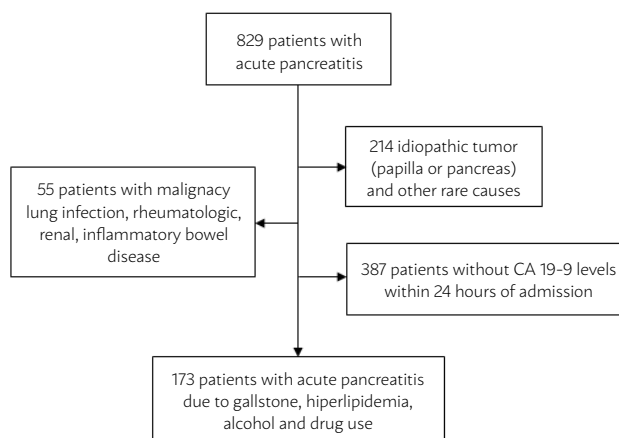 829 patients with
acute pancreatitis
214 idiopathic tumor
(papilla or pancreas)
and other rare causes
55 patients with malignacy
lung infection, rheumatologic,
renal, inflammatory bowel
disease
387 patients without CA 19-9 levels
within 24 hours of admission
173 patients with acute pancreatitis
due to gallstone, hiperlipidemia,
alcohol and drug use